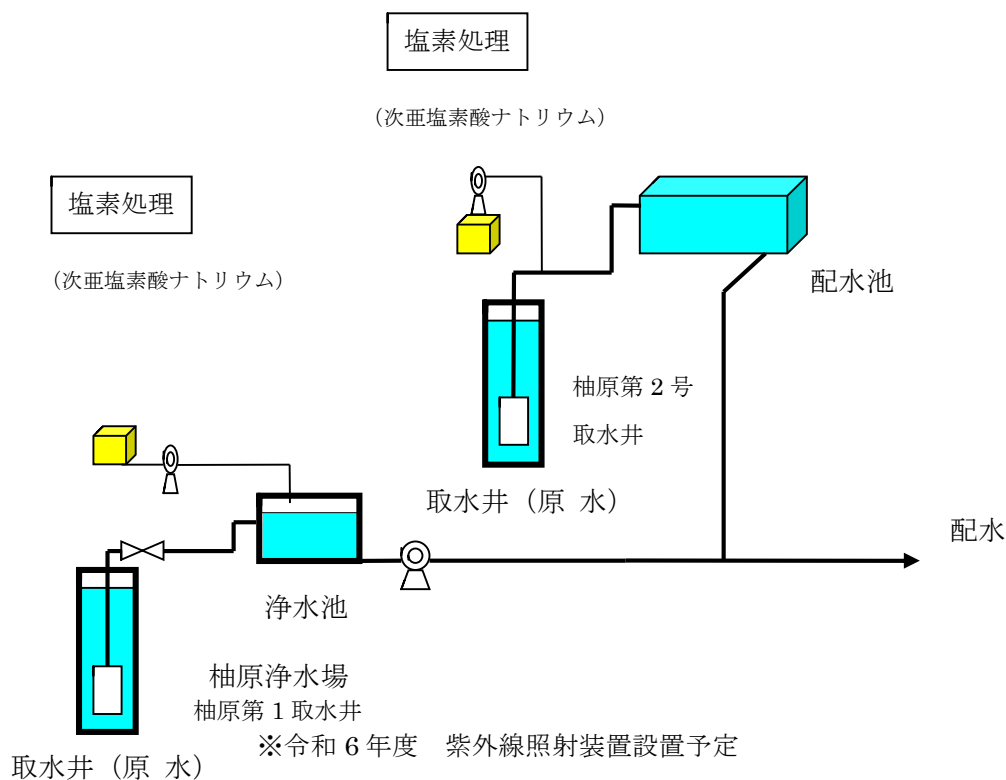 塩素処理
（次亜塩素酸ナトリウム）
塩素処理
（次亜塩素酸ナトリウム）
配水池
柚原第２号
取水井
取水井（原 水）
配水
浄水池
柚原浄水場
柚原第１取水井
※令和６年度　紫外線照射装置設置予定
取水井（原 水）